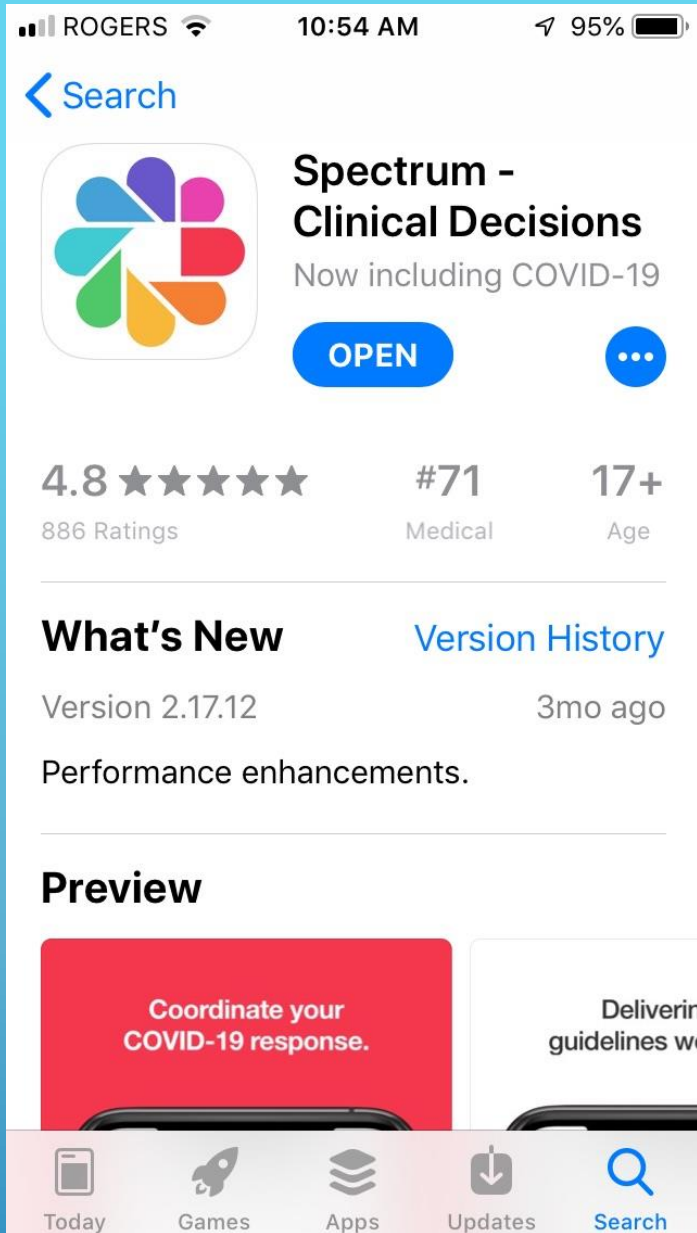 ROGERS 10:54 AM 95%
Search
Spectrum -
Clinical Decisions
Now including COVID-19
OPEN
4.8 #71 17+
886 Ratings Medical Age
What's New Version History
Version 2.17.12 3mo ago
Performance enhancements.
Preview
Coordinate your
COVID-19 response.
Deliverin
guidelines w
Today Games Apps Updates Search